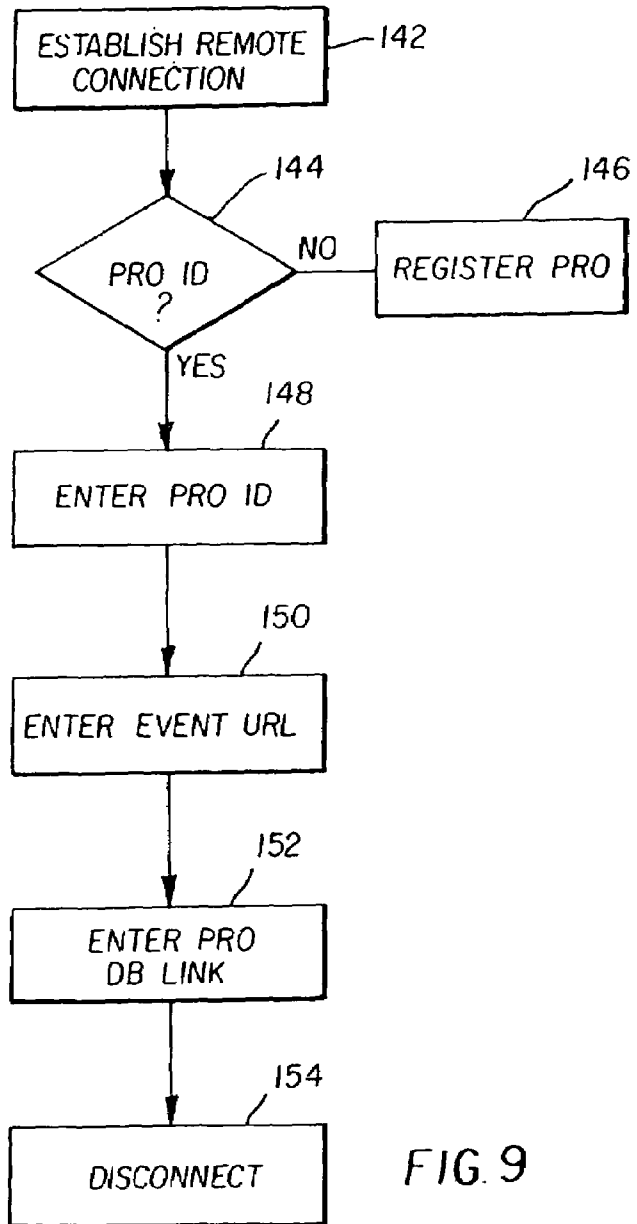 ESTABLISH REMOTE
CONNECTION
142
144
146
PRO ID
?
NO
REGISTER PRO
YES
148
ENTER PRO ID
150
ENTER EVENT URL
152
ENTER PRO
DB LINK
154
DISCONNECT
FIG. 9